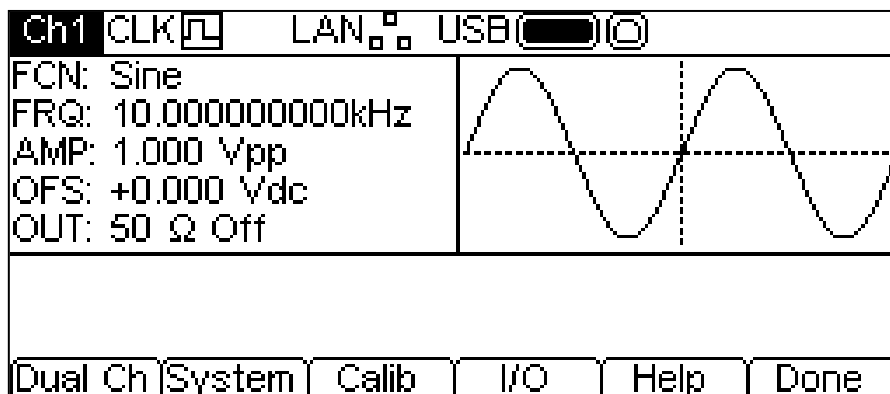 Ch1 CLK LAN USB
FCN: Sine
FRQ: 10.000000000kHz
AMP: 1.000 Vpp
OFS: +0.000 Vdc
OUT: 50 Ω Off
Dual Ch System Calib I/O Help Done